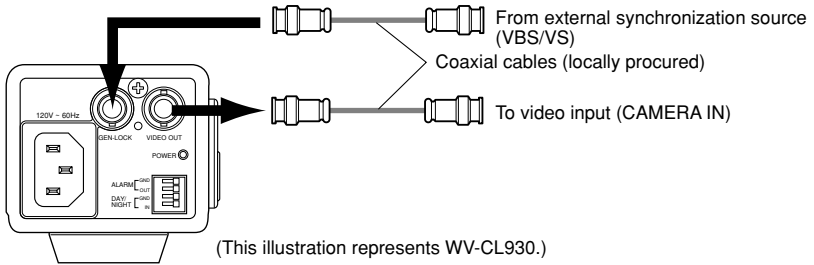 From external synchronization source
(VBS/VS)
Coaxial cables (locally procured)
To video input (CAMERA IN)
120V ~ 60Hz
GEN-LOCK
VIDEO OUT
POWER
ALARM
GND
OUT
DAY/
NIGHT
GND
IN
(This illustration represents WV-CL930.)